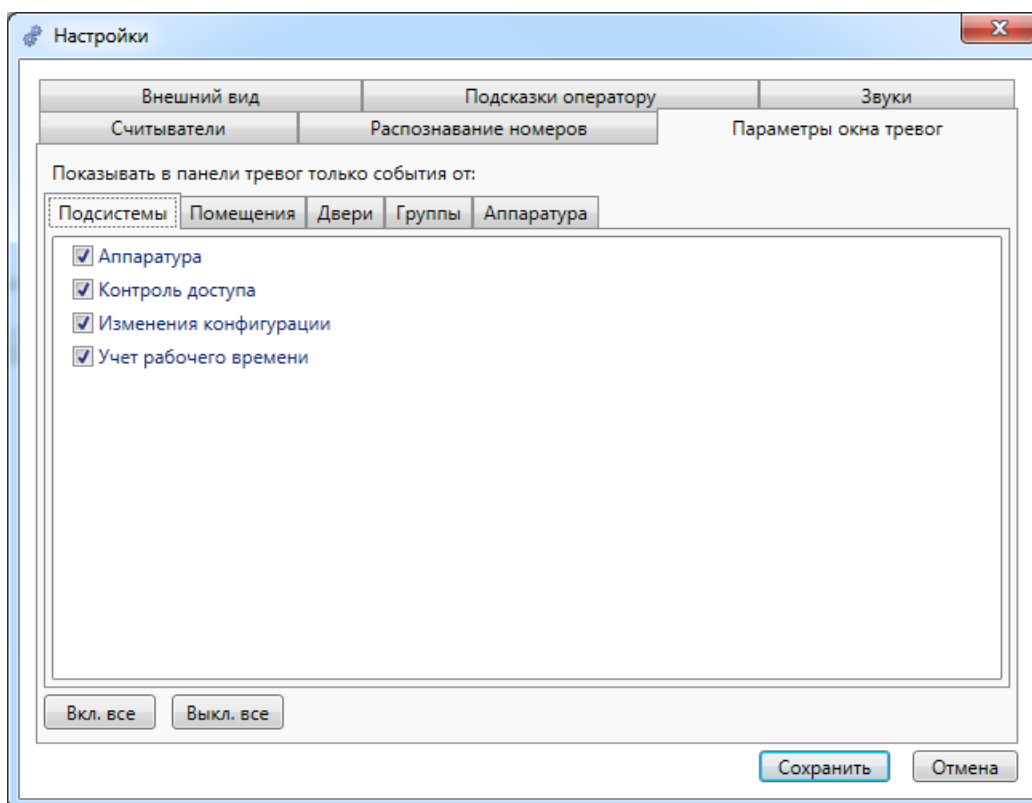 Настройки
Внешний вид Подсказки оператору Звуки
Считыватели Распознавание номеров Параметры окна тревог
Показывать в панели тревог только события от:
Подсистемы Помещения Двери Группы Аппаратура
Аппаратура
Контроль доступа
Изменения конфигурации
Учет рабочего времени
Вкл. все Выкл. все
Сохранить Отмена